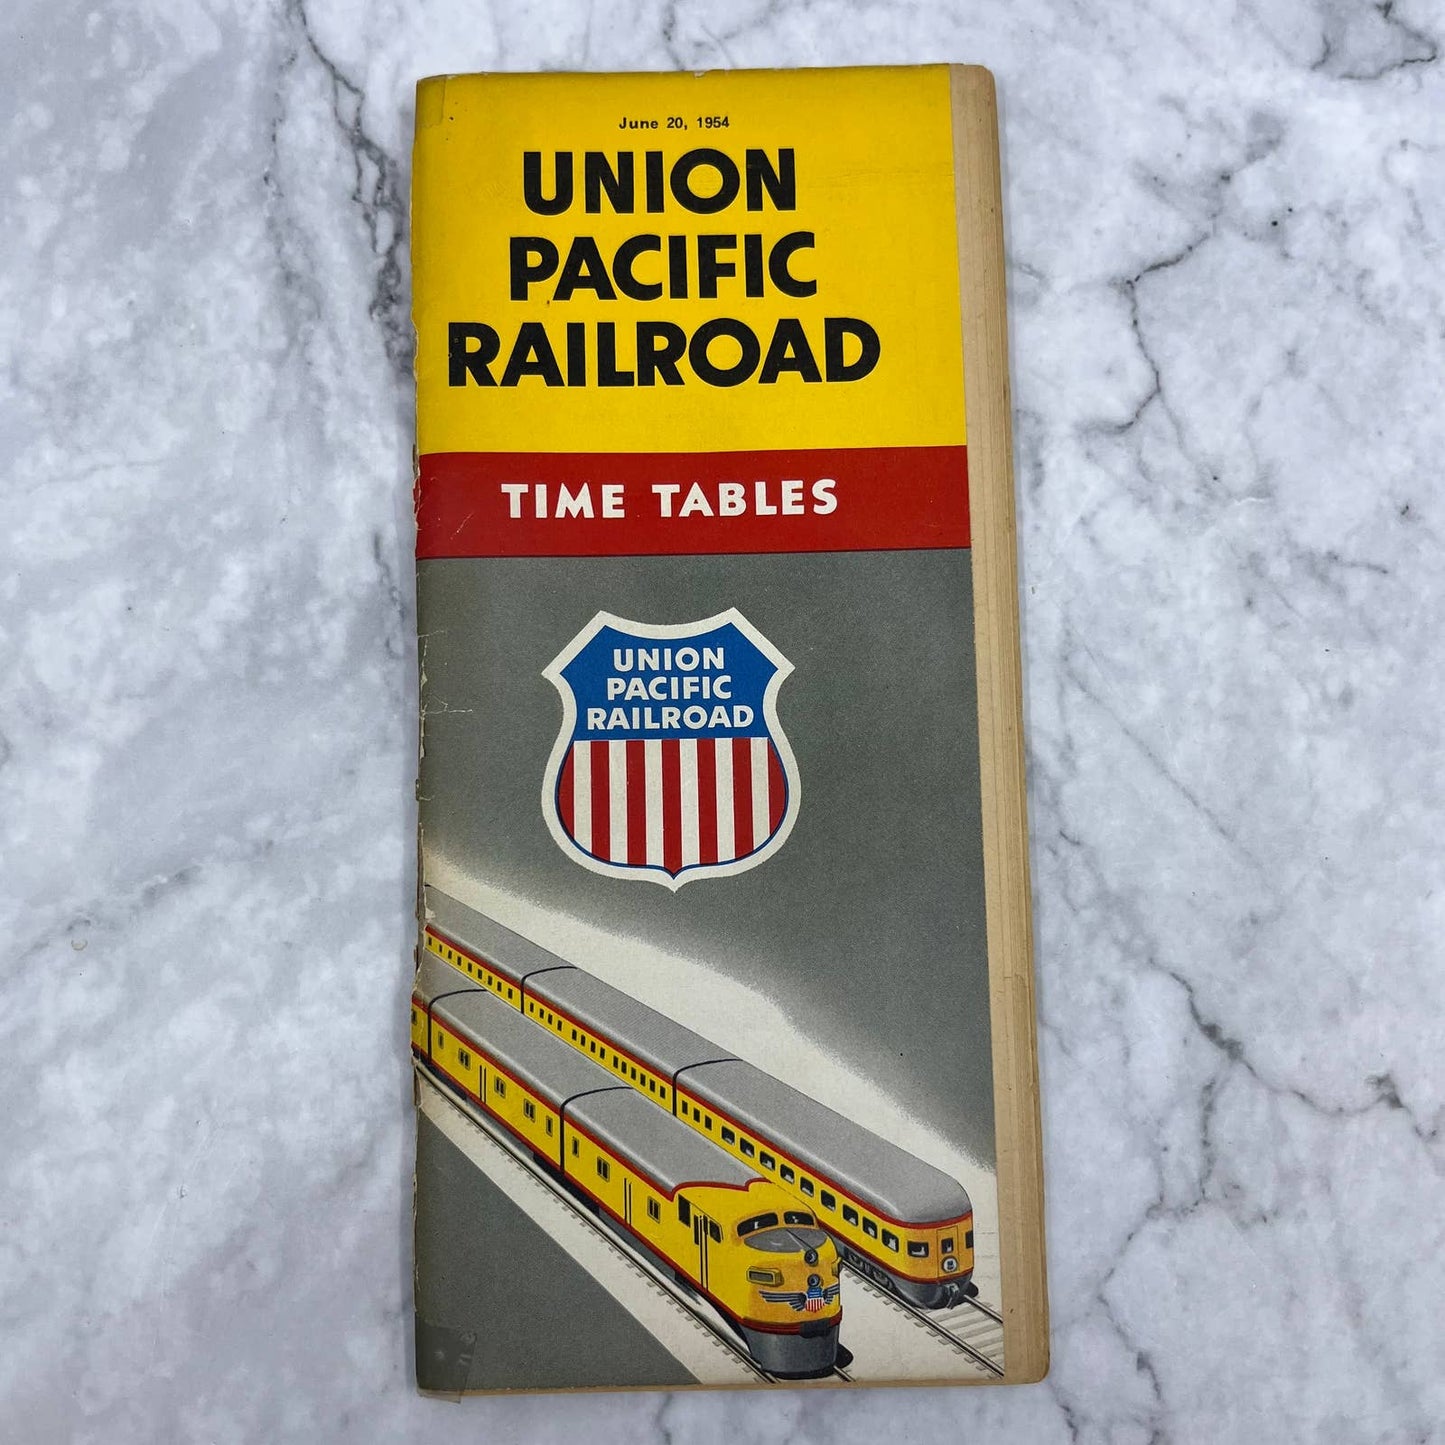 June 20, 1954
UNION
PACIFIC
RAILROAD
TIME TABLES
UNION
PACIFIC
RAILROAD